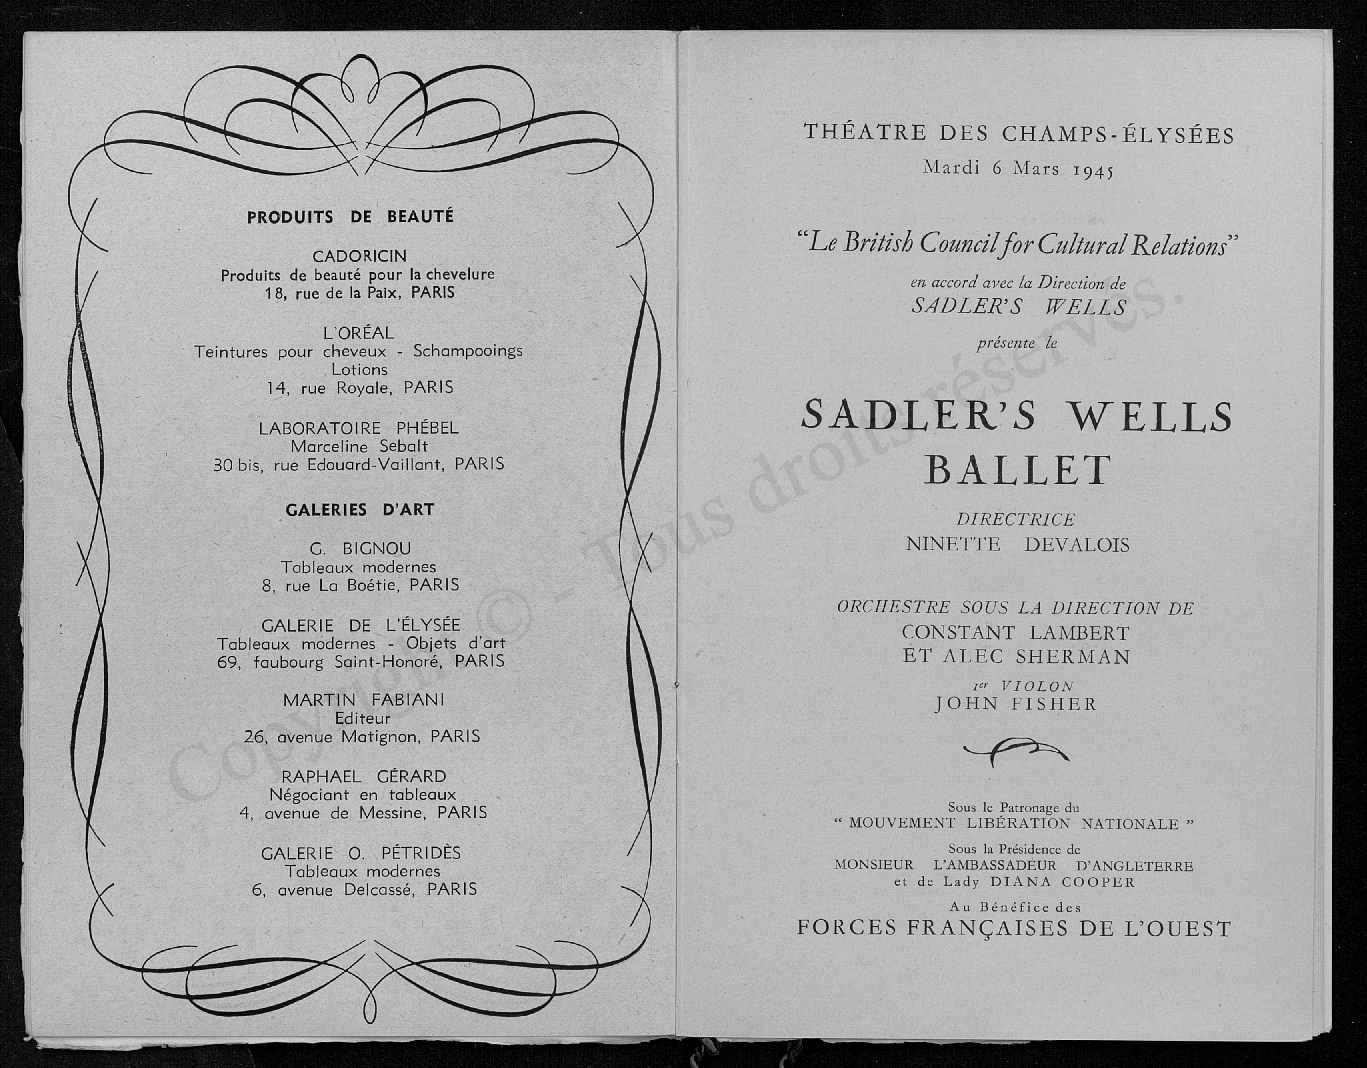 PRODUITS DE BEAUTÉ
CADORICIN
Produits de beauté pour la chevelure
18, rue de la Paix, PARIS
L'ORÉAL
Teintures pour cheveux - Schampooings
Lotions
14, rue Royale, PARIS
LABORATOIRE PHÉBEL
Marceline Sebalt
30 bis, rue Edouard-Vaillant, PARIS
GALERIES D'ART
G. BIGNOU
Tableaux modernes
8, rue La Boétie, PARIS
GALERIE DE L'ÉLYSÉE
Tableaux modernes - Objets d'art
69, faubourg Saint-Honoré, PARIS
MARTIN FABIANI
Editeur
26, avenue Matignon, PARIS
RAPHAEL GÉRARD
Négociant en tableaux
4, avenue de Messine, PARIS
GALERIE O. PÉTRIDÈS
Tableaux modernes
6, avenue Delcassé, PARIS
THÉATRE DES CHAMPS-ÉLYSÉES
Mardi 6 Mars 1945
"Le British Council for Cultural Relations"
en accord avec la Direction de
SADLER'S WELLS
présente le
SADLER'S WELLS
BALLET
DIRECTRICE
NINETTE DEVALOIS
ORCHESTRE SOUS LA DIRECTION DE
CONSTANT LAMBERT
ET ALEC SHERMAN
1er VIOLON
JOHN FISHER
Sous le Patronage du
" MOUVEMENT LIBÉRATION NATIONALE "
Sous la Présidence de
MONSIEUR L'AMBASSADEUR D'ANGLETERRE
et de Lady DIANA COOPER
Au Bénéfice des
FORCES FRANÇAISES DE L'OUEST
Copyright © - Tous droits réservés.